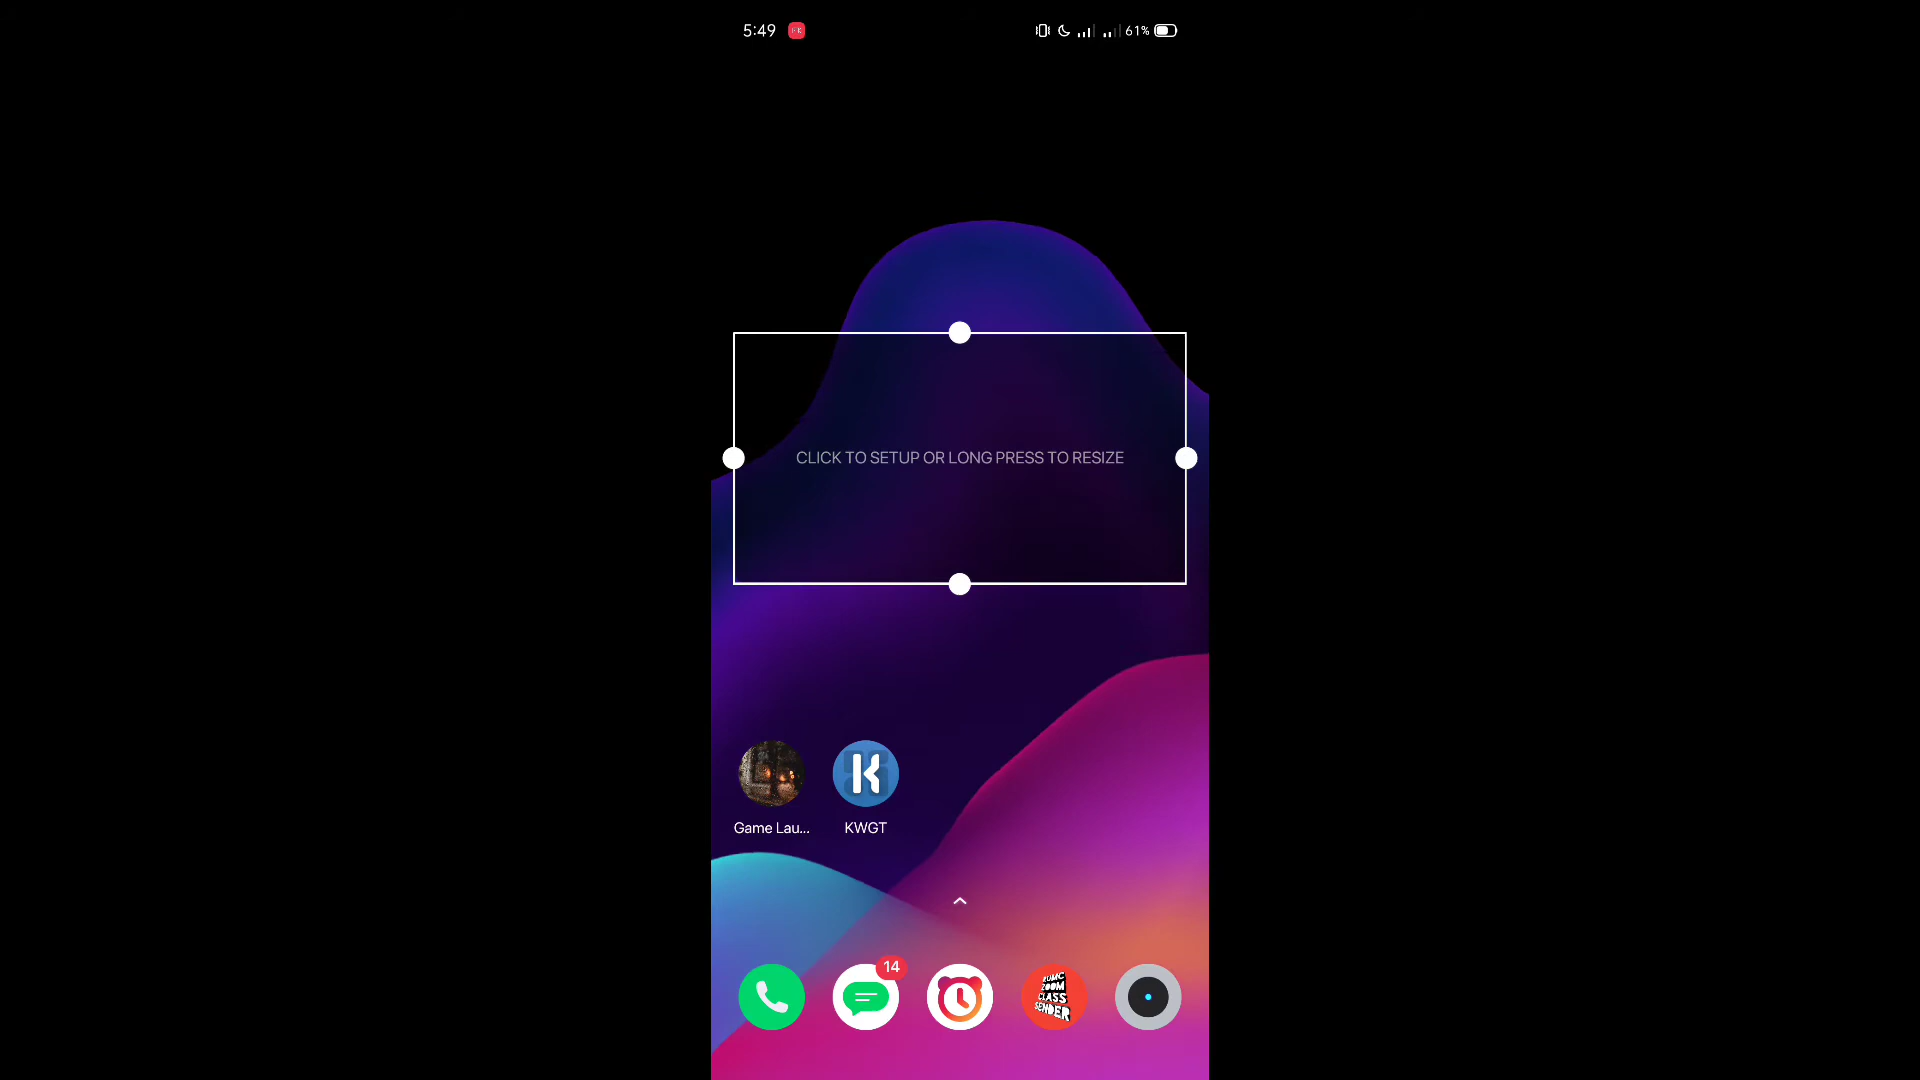 5:49
61%
CLICK TO SETUP OR LONG PRESS TO RESIZE
Game Lau...
KWGT
14
ZOOM
CLASS
SENDER